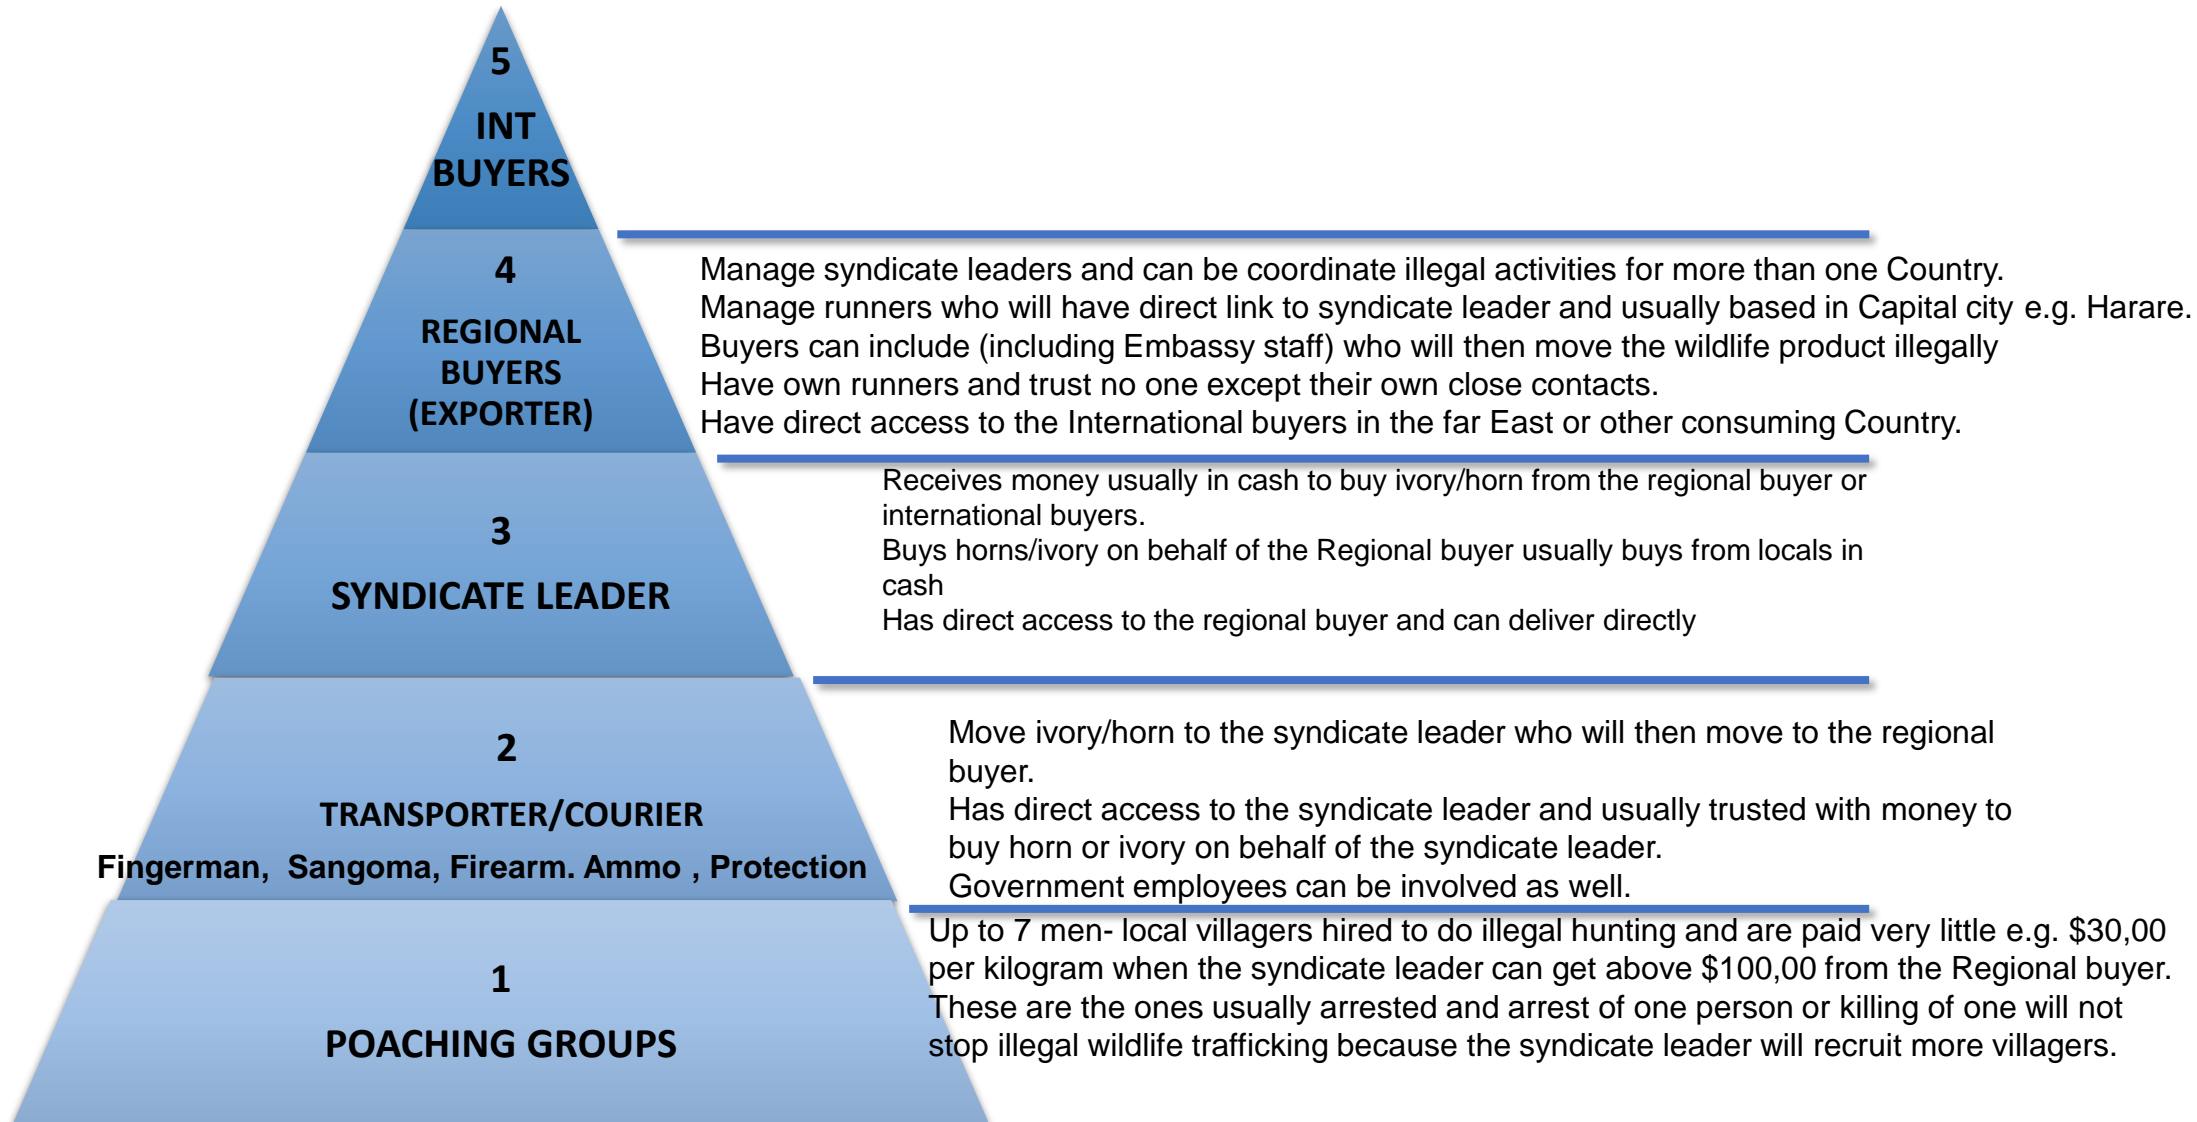 5
INT
BUYERS
4
REGIONAL
BUYERS
(EXPORTER)
Manage syndicate leaders and can be coordinate illegal activities for more than one Country.
Manage runners who will have direct link to syndicate leader and usually based in Capital city e.g. Harare.
Buyers can include (including Embassy staff) who will then move the wildlife product illegally
Have own runners and trust no one except their own close contacts.
Have direct access to the International buyers in the far East or other consuming Country.
3
SYNDICATE LEADER
Receives money usually in cash to buy ivory/horn from the regional buyer or
international buyers.
Buys horns/ivory on behalf of the Regional buyer usually buys from locals in
cash
Has direct access to the regional buyer and can deliver directly
2
TRANSPORTER/COURIER
Fingerman, Sangoma, Firearm. Ammo , Protection
Move ivory/horn to the syndicate leader who will then move to the regional
buyer.
Has direct access to the syndicate leader and usually trusted with money to
buy horn or ivory on behalf of the syndicate leader.
Government employees can be involved as well.
1
POACHING GROUPS
Up to 7 men- local villagers hired to do illegal hunting and are paid very little e.g. $30,00
per kilogram when the syndicate leader can get above $100,00 from the Regional buyer.
These are the ones usually arrested and arrest of one person or killing of one will not
stop illegal wildlife trafficking because the syndicate leader will recruit more villagers.